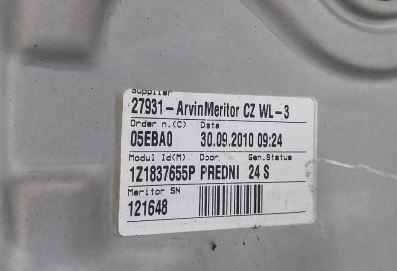 Supplier
27931-ArvinMeritor CZ WL-3
Order n.(C) Date
05EBA0 30.09.2010 09:24
Modul Id(M) Door Gen.Status
1Z1837655P PREDNI 24 S
Meritor SN
121648